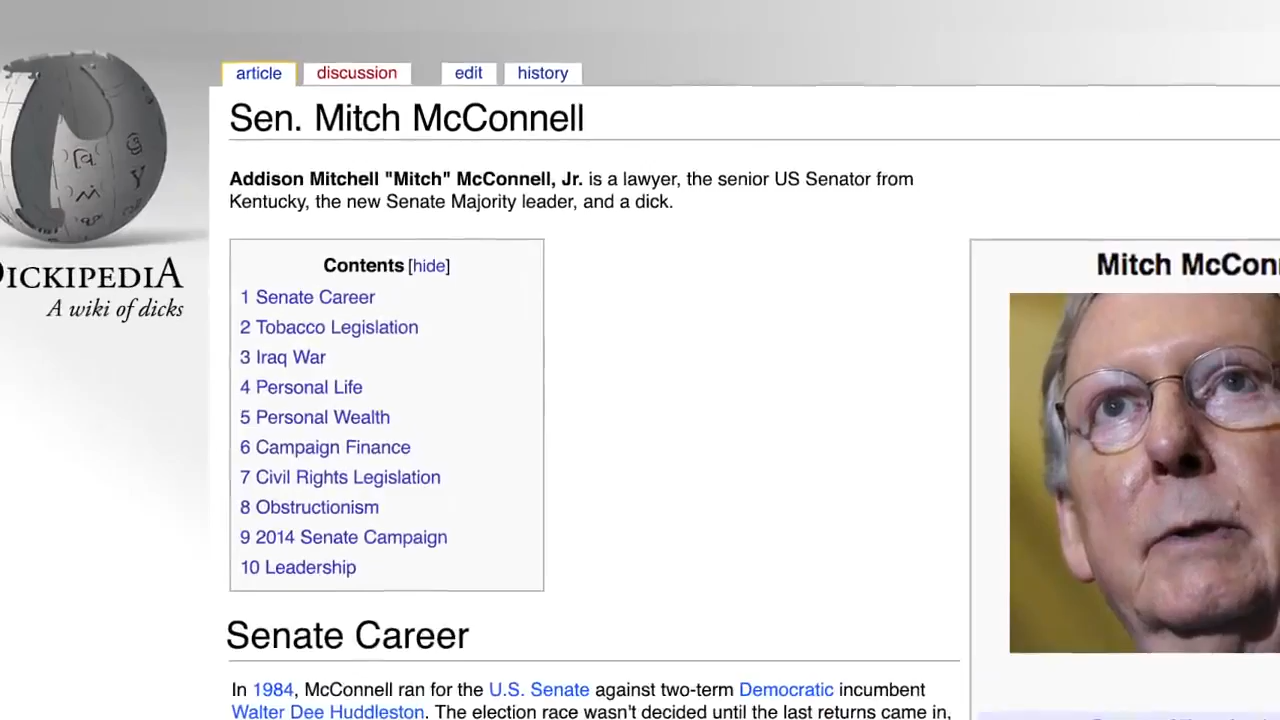 article discussion edit history
Sen. Mitch McConnell
Addison Mitchell "Mitch" McConnell, Jr. is a lawyer, the senior US Senator from
Kentucky, the new Senate Majority leader, and a dick.
ICKIPEDIA
A wiki of dicks
Contents [hide]
1 Senate Career
2 Tobacco Legislation
3 Iraq War
4 Personal Life
5 Personal Wealth
6 Campaign Finance
7 Civil Rights Legislation
8 Obstructionism
9 2014 Senate Campaign
10 Leadership
Mitch McCon
Senate Career
In 1984, McConnell ran for the U.S. Senate against two-term Democratic incumbent
Walter Dee Huddleston. The election race wasn't decided until the last returns came in,